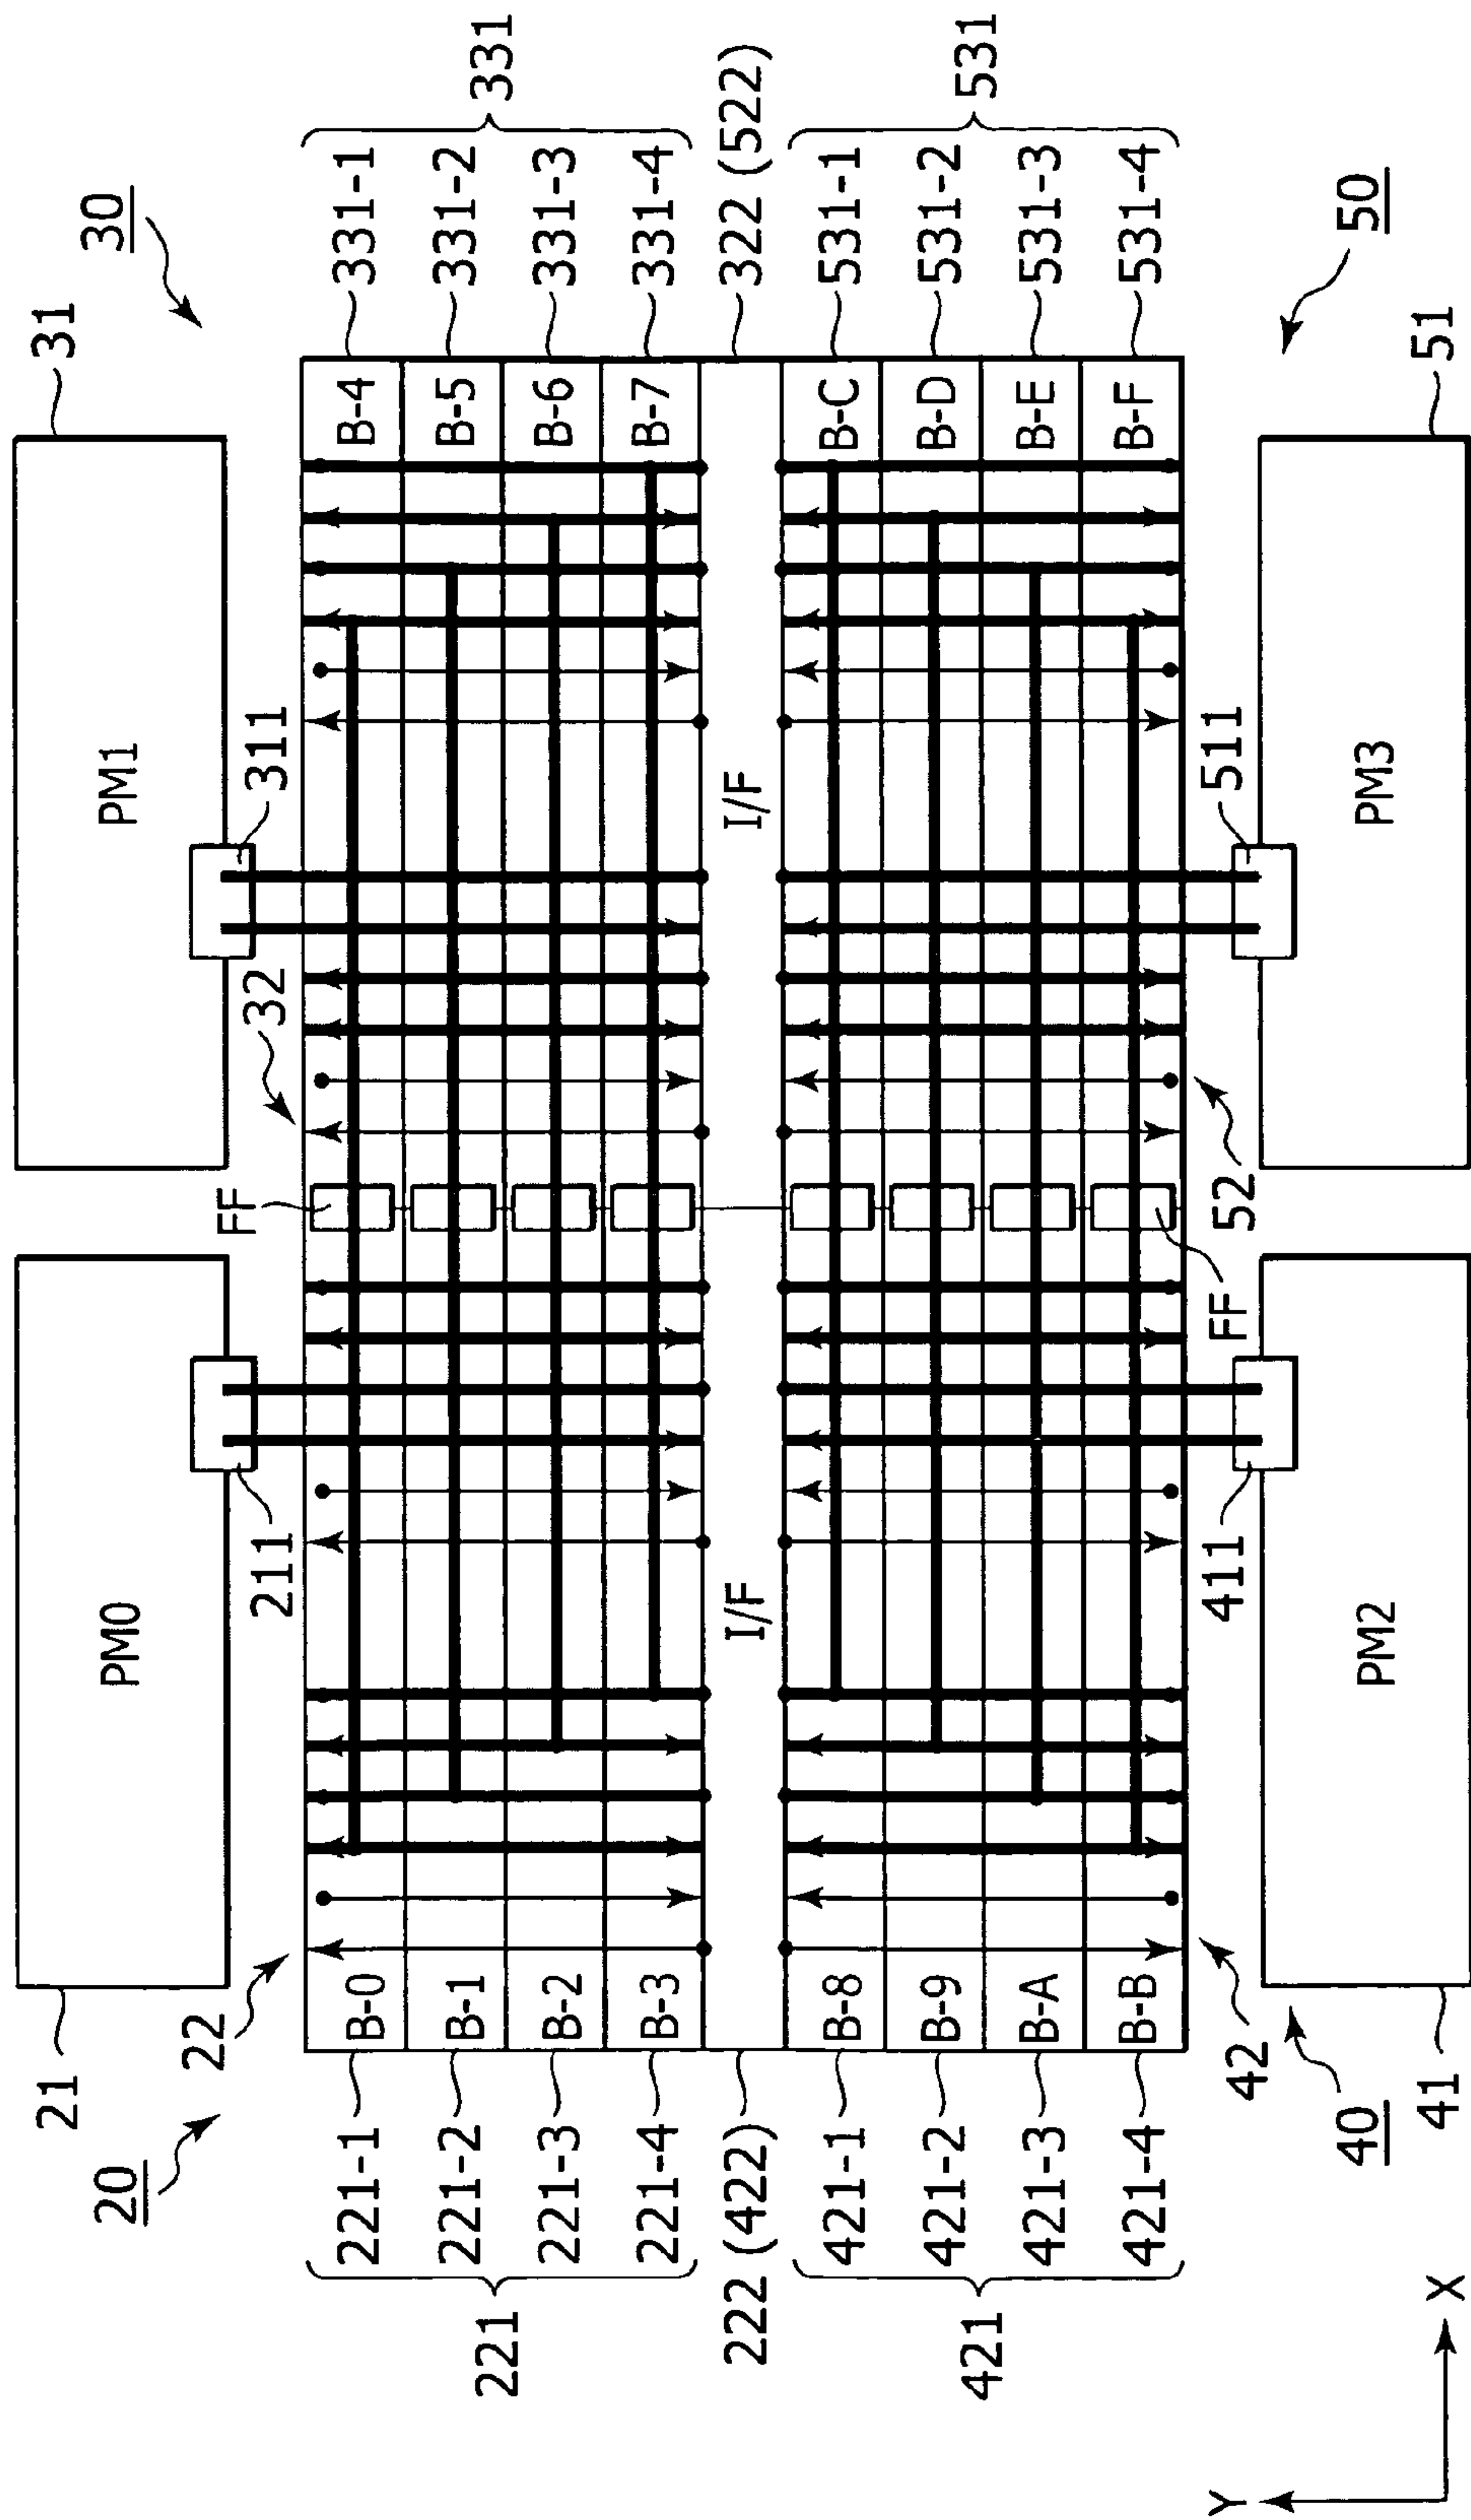 20
21
PM0
211
22
30
31
PM1
311
32
FF
221
221-1
B-0
B-4
331-1
331
221-2
B-1
B-5
331-2
221-3
B-2
B-6
331-3
221-4
B-3
B-7
331-4
222 (422)
I/F
I/F
322 (522)
421
421-1
B-8
B-C
531-1
531
421-2
B-9
B-D
531-2
421-3
B-A
B-E
531-3
421-4
B-B
B-F
531-4
42
411
FF
52
511
40
41
PM2
PM3
51
50
Y
X